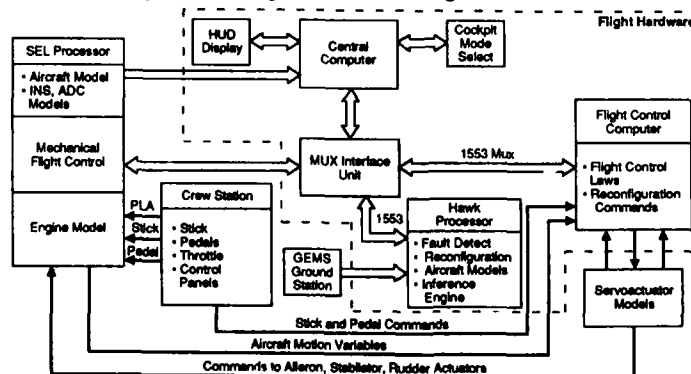 Flight Hardware
SEL Processor
• Aircraft Model
• INS, ADC
Models
Mechanical
Flight Control
Engine Model
HUD
Display
Central
Computer
Cockpit
Mode
Select
MUX Interface
Unit
1553 Mux
Flight Control
Computer
• Flight Control
Laws
• Reconfiguration
Commands
PLA
Stick
Pedal
Crew Station
• Stick
• Pedals
• Throttle
• Control
Panels
1553
Hawk
Processor
• Fault Detect
• Reconfiguration
• Aircraft Models
• Inference
Engine
GEMS
Ground
Station
Servoactuator
Models
Stick and Pedal Commands
Aircraft Motion Variables
Commands to Aileron, Stabilator, Rudder Actuators